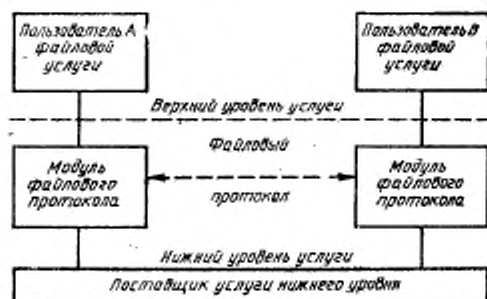 Пользователь А
файловой
услуги
Пользователь В
файловой
услуги
Верхний уровень услуги
Файловый
Модуль
файлового
протокола
Модуль
файлового
протокола
протокол
Нижний уровень услуги
Поставщик услуги нижнего уровня